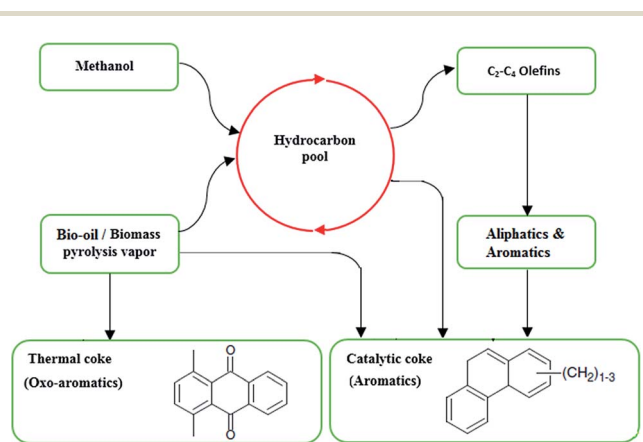 Methanol
Hydrocarbon
pool
C₂-C₄ Olefins
Bio-oil / Biomass
pyrolysis vapor
Aliphatics &
Aromatics
Thermal coke
(Oxo-aromatics)
O
O
Catalytic coke
(Aromatics)
(CH₂)₁₋₃